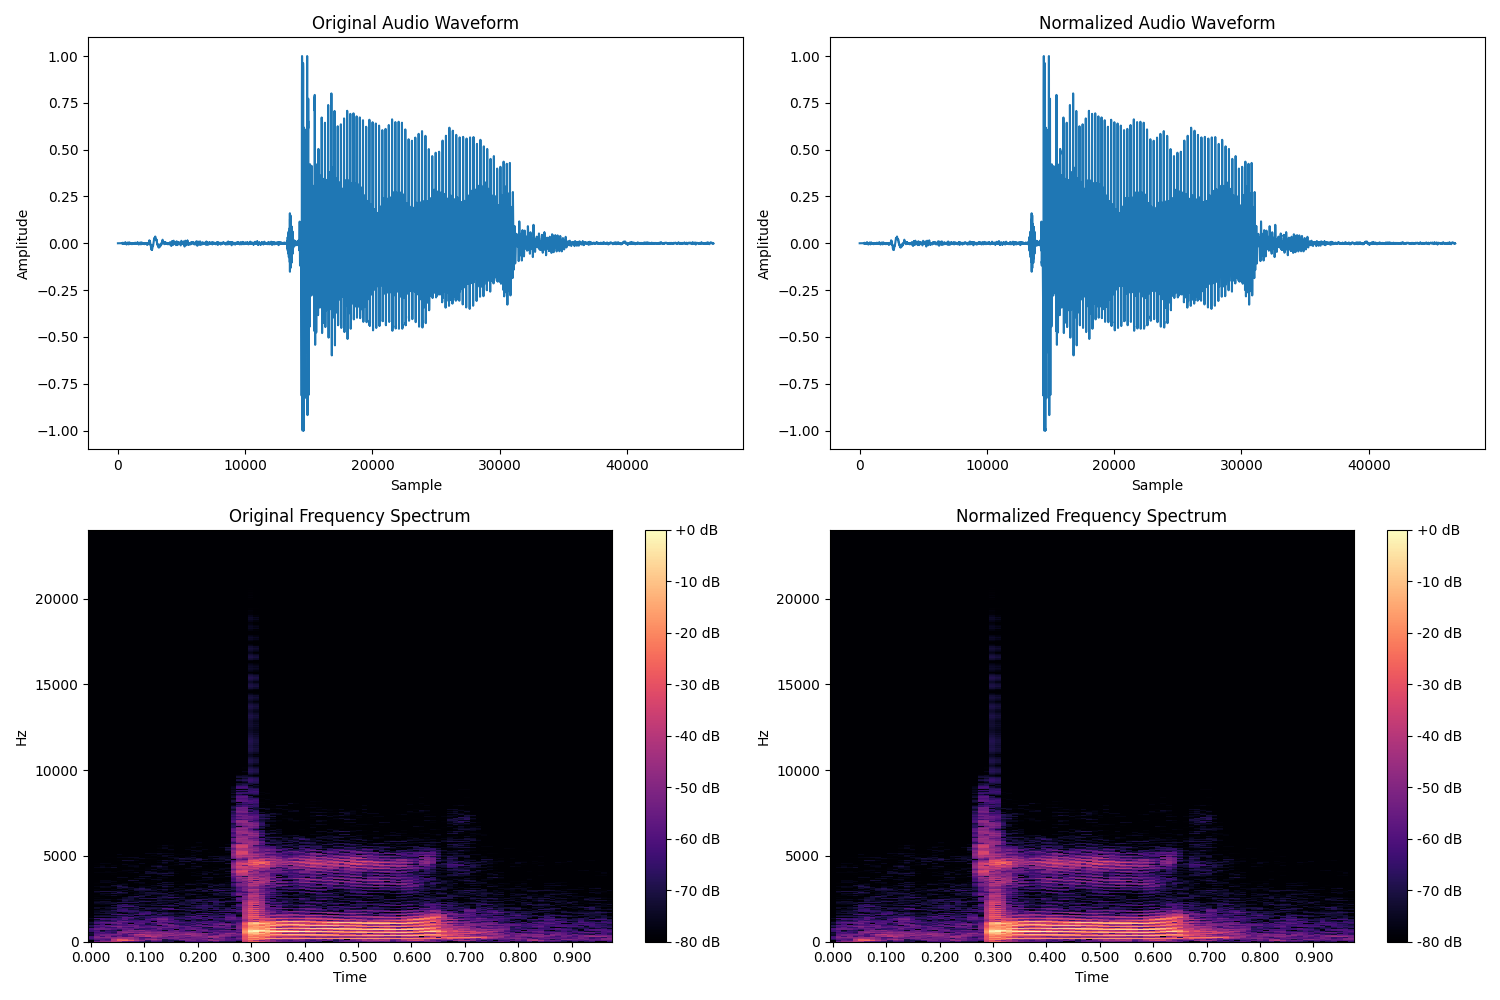 Original Audio Waveform
1.00
0.75
0.50
0.25
0.00
−0.25
−0.50
−0.75
−1.00
Amplitude
0 10000 20000 30000 40000
Sample
Normalized Audio Waveform
1.00
0.75
0.50
0.25
0.00
−0.25
−0.50
−0.75
−1.00
Amplitude
0 10000 20000 30000 40000
Sample
Original Frequency Spectrum
20000
15000
10000
5000
0
Hz
0.000 0.100 0.200 0.300 0.400 0.500 0.600 0.700 0.800 0.900
Time
+0 dB
-10 dB
-20 dB
-30 dB
-40 dB
-50 dB
-60 dB
-70 dB
-80 dB
Normalized Frequency Spectrum
20000
15000
10000
5000
0
Hz
0.000 0.100 0.200 0.300 0.400 0.500 0.600 0.700 0.800 0.900
Time
+0 dB
-10 dB
-20 dB
-30 dB
-40 dB
-50 dB
-60 dB
-70 dB
-80 dB